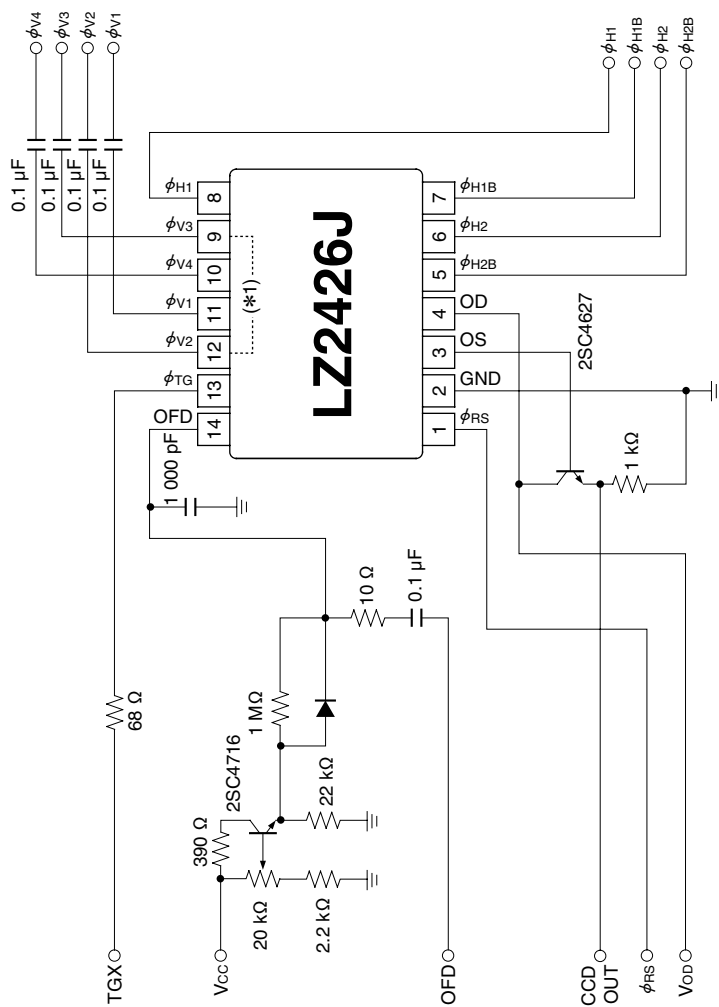 φV4
φV3
φV2
φV1
0.1 µF
0.1 µF
0.1 µF
0.1 µF
φH1
φH1B
φH2
φH2B
OFD
φTG
φV2
φV1
φV4
φV3
φH1
14
13
12
11
10
9
8
(*1)
LZ2426J
1
2
3
4
5
6
7
φRS
GND
OS
OD
φH2B
φH2
φH1B
1 000 pF
68 Ω
TGX
1 MΩ
10 Ω
0.1 µF
2SC4716
390 Ω
22 kΩ
20 kΩ
2.2 kΩ
VCC
OFD
2SC4627
1 kΩ
CCD
OUT
φRS
VOD